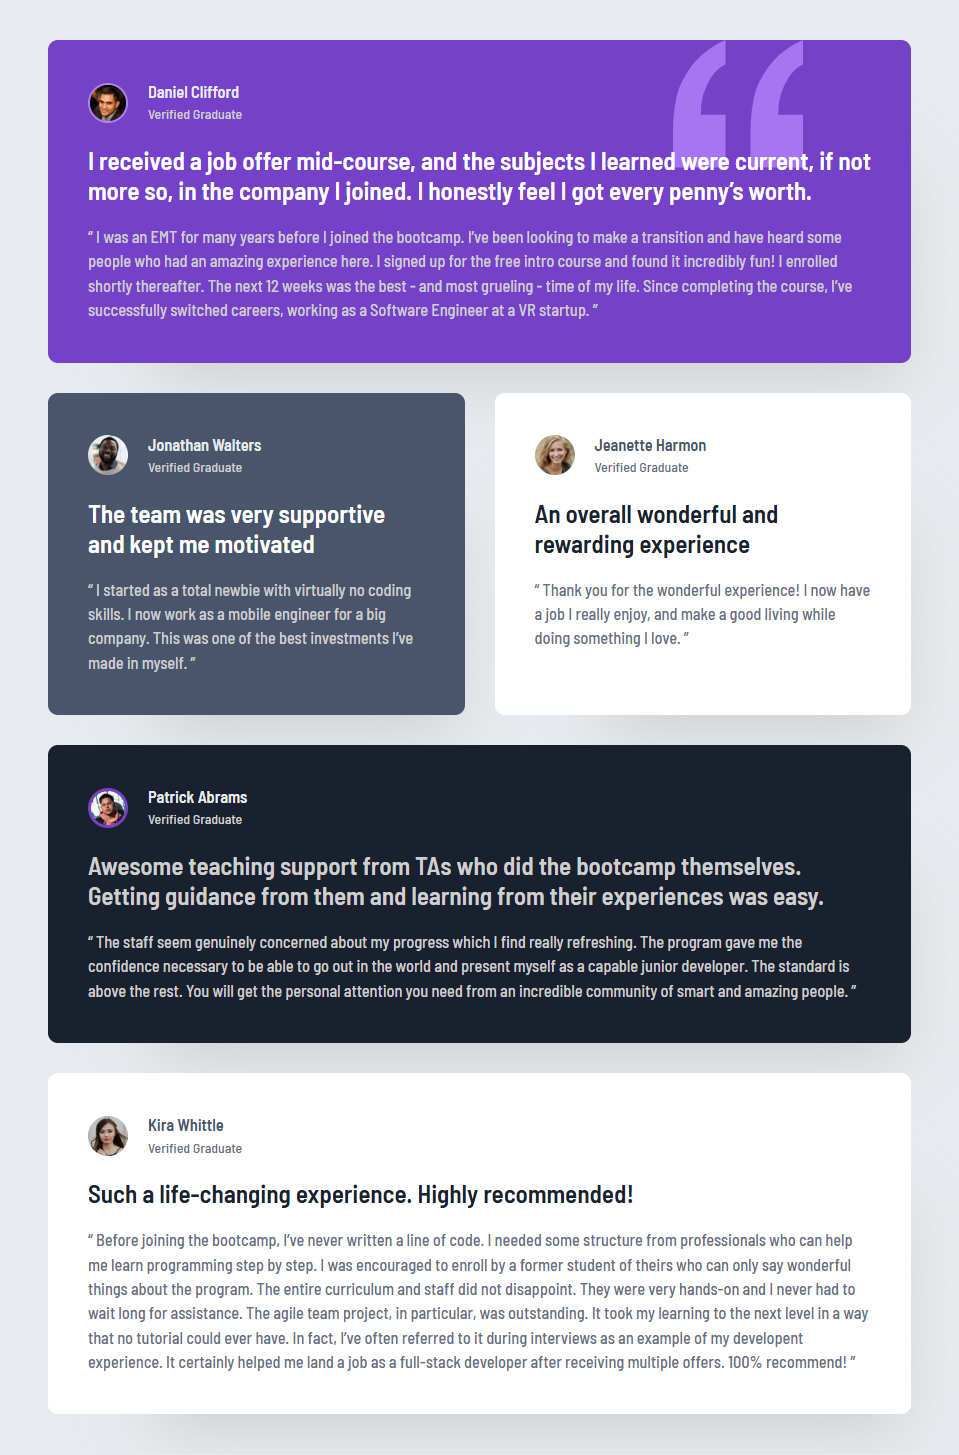 Daniel Clifford
Verified Graduate
I received a job offer mid-course, and the subjects I learned were current, if not
more so, in the company I joined. I honestly feel I got every penny’s worth.
“ I was an EMT for many years before I joined the bootcamp. I’ve been looking to make a transition and have heard some
people who had an amazing experience here. I signed up for the free intro course and found it incredibly fun! I enrolled
shortly thereafter. The next 12 weeks was the best - and most grueling - time of my life. Since completing the course, I’ve
successfully switched careers, working as a Software Engineer at a VR startup. ”
Jonathan Walters
Verified Graduate
The team was very supportive
and kept me motivated
“ I started as a total newbie with virtually no coding
skills. I now work as a mobile engineer for a big
company. This was one of the best investments I’ve
made in myself. ”
Jeanette Harmon
Verified Graduate
An overall wonderful and
rewarding experience
“ Thank you for the wonderful experience! I now have
a job I really enjoy, and make a good living while
doing something I love. ”
Patrick Abrams
Verified Graduate
Awesome teaching support from TAs who did the bootcamp themselves.
Getting guidance from them and learning from their experiences was easy.
“ The staff seem genuinely concerned about my progress which I find really refreshing. The program gave me the
confidence necessary to be able to go out in the world and present myself as a capable junior developer. The standard is
above the rest. You will get the personal attention you need from an incredible community of smart and amazing people. ”
Kira Whittle
Verified Graduate
Such a life-changing experience. Highly recommended!
“ Before joining the bootcamp, I’ve never written a line of code. I needed some structure from professionals who can help
me learn programming step by step. I was encouraged to enroll by a former student of theirs who can only say wonderful
things about the program. The entire curriculum and staff did not disappoint. They were very hands-on and I never had to
wait long for assistance. The agile team project, in particular, was outstanding. It took my learning to the next level in a way
that no tutorial could ever have. In fact, I’ve often referred to it during interviews as an example of my developent
experience. It certainly helped me land a job as a full-stack developer after receiving multiple offers. 100% recommend! ”